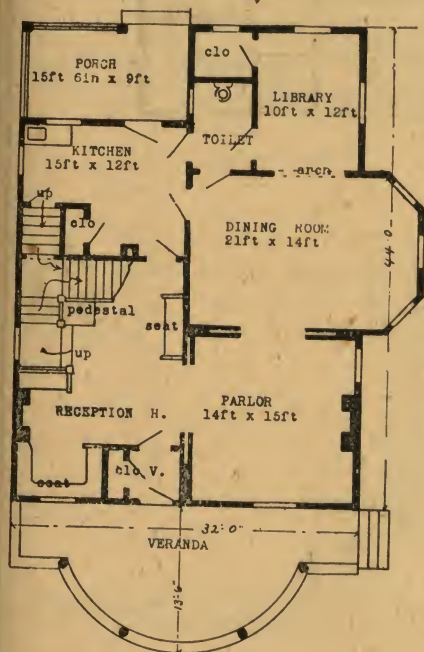 clo
PORCH
15ft 6in x 9ft
LIBRARY
10ft x 12ft
TOILET
KITCHEN
15ft x 12ft
arch
up
clo
DINING ROOM
21ft x 14ft
44'-0"
pedestal
seat
up
PARLOR
14ft x 15ft
RECEPTION H.
clo V.
seat
32'-0"
VERANDA
13'-6"